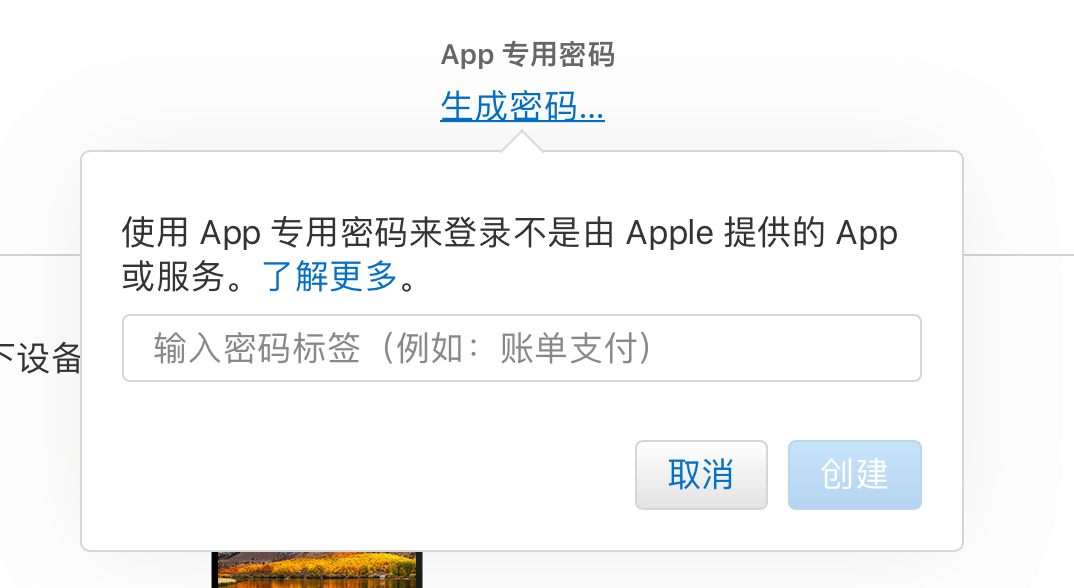 App 专用密码
生成密码...
使用 App 专用密码来登录不是由 Apple 提供的 App
或服务。了解更多。
输入密码标签（例如：账单支付）
下设备
取消
创建